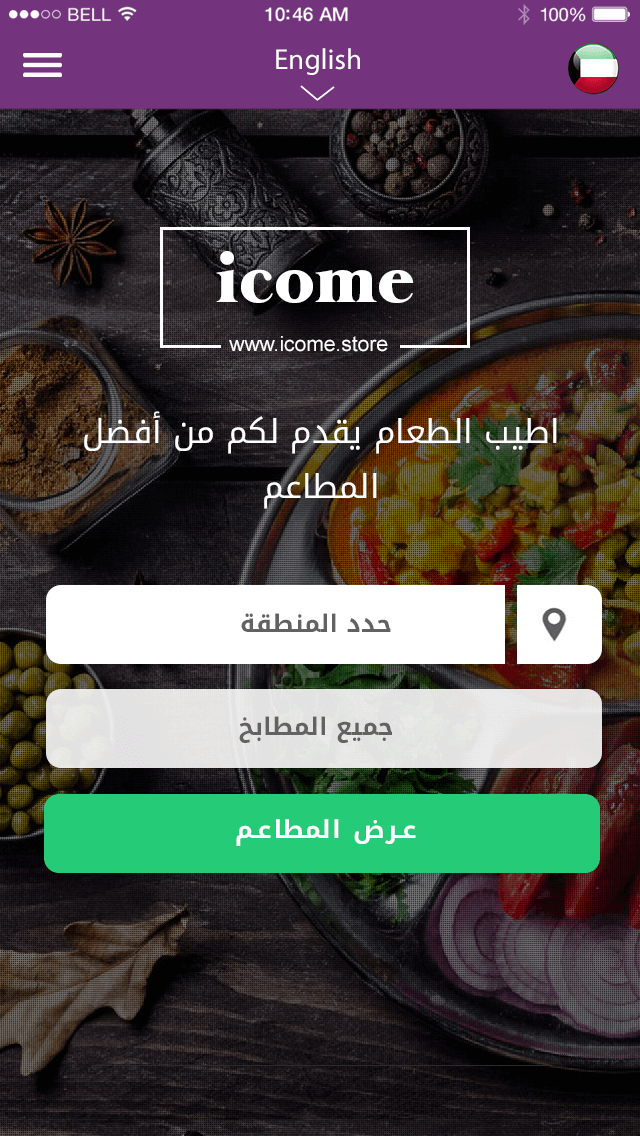 BELL 10:46 AM 100%
English
icome
www.icome.store
اطيب الطعام يقدم لكم من أفضل
المطاعم
حدد المنطقة
جميع المطابخ
عرض المطاعم